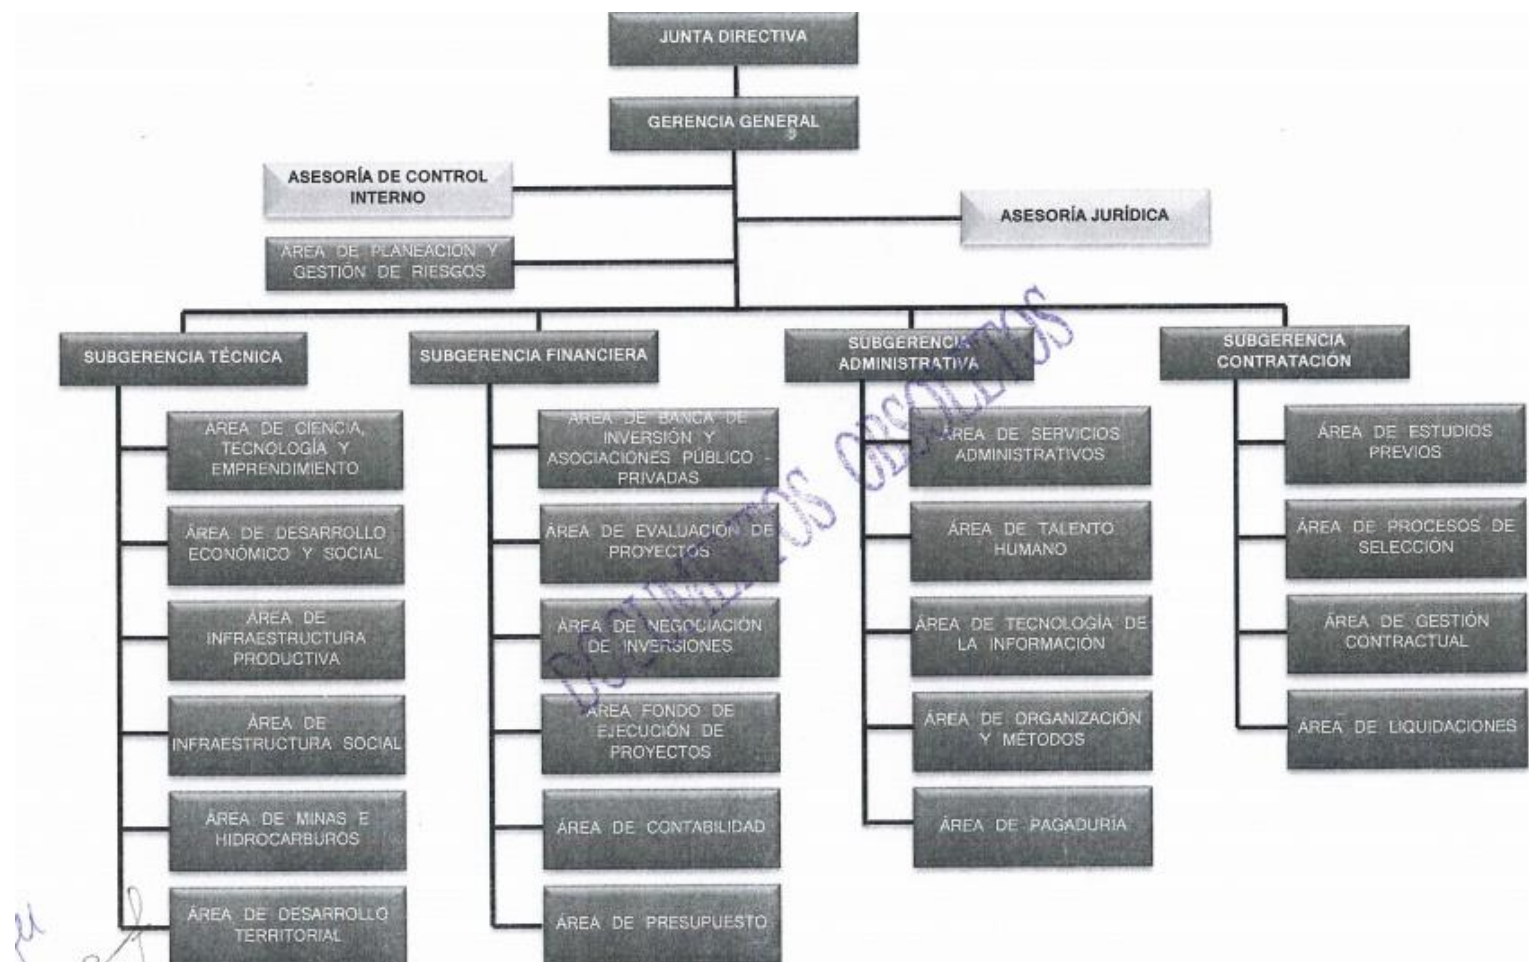 JUNTA DIRECTIVA
GERENCIA GENERAL
ASESORÍA DE CONTROL
INTERNO
ASESORÍA JURÍDICA
ÁREA DE PLANEACIÓN Y
GESTIÓN DE RIESGOS
SUBGERENCIA TÉCNICA
ÁREA DE CIENCIA,
TECNOLOGÍA Y
EMPRENDIMIENTO
ÁREA DE DESARROLLO
ECONÓMICO Y SOCIAL
ÁREA DE
INFRAESTRUCTURA
PRODUCTIVA
ÁREA DE
INFRAESTRUCTURA SOCIAL
ÁREA DE MINAS E
HIDROCARBUROS
ÁREA DE DESARROLLO
TERRITORIAL
SUBGERENCIA FINANCIERA
ÁREA DE BANCA DE
INVERSIÓN Y
ASOCIACIONES PÚBLICO -
PRIVADAS
ÁREA DE EVALUACIÓN DE
PROYECTOS
ÁREA DE NEGOCIACIÓN
DE INVERSIONES
ÁREA FONDO DE
EJECUCIÓN DE
PROYECTOS
ÁREA DE CONTABILIDAD
ÁREA DE PRESUPUESTO
SUBGERENCIA
ADMINISTRATIVA
ÁREA DE SERVICIOS
ADMINISTRATIVOS
ÁREA DE TALENTO
HUMANO
ÁREA DE TECNOLOGÍA DE
LA INFORMACIÓN
ÁREA DE ORGANIZACIÓN
Y MÉTODOS
ÁREA DE PAGADURÍA
SUBGERENCIA
CONTRATACIÓN
ÁREA DE ESTUDIOS
PREVIOS
ÁREA DE PROCESOS DE
SELECCIÓN
ÁREA DE GESTIÓN
CONTRACTUAL
ÁREA DE LIQUIDACIONES
DOCUMENTOS OBSOLETOS